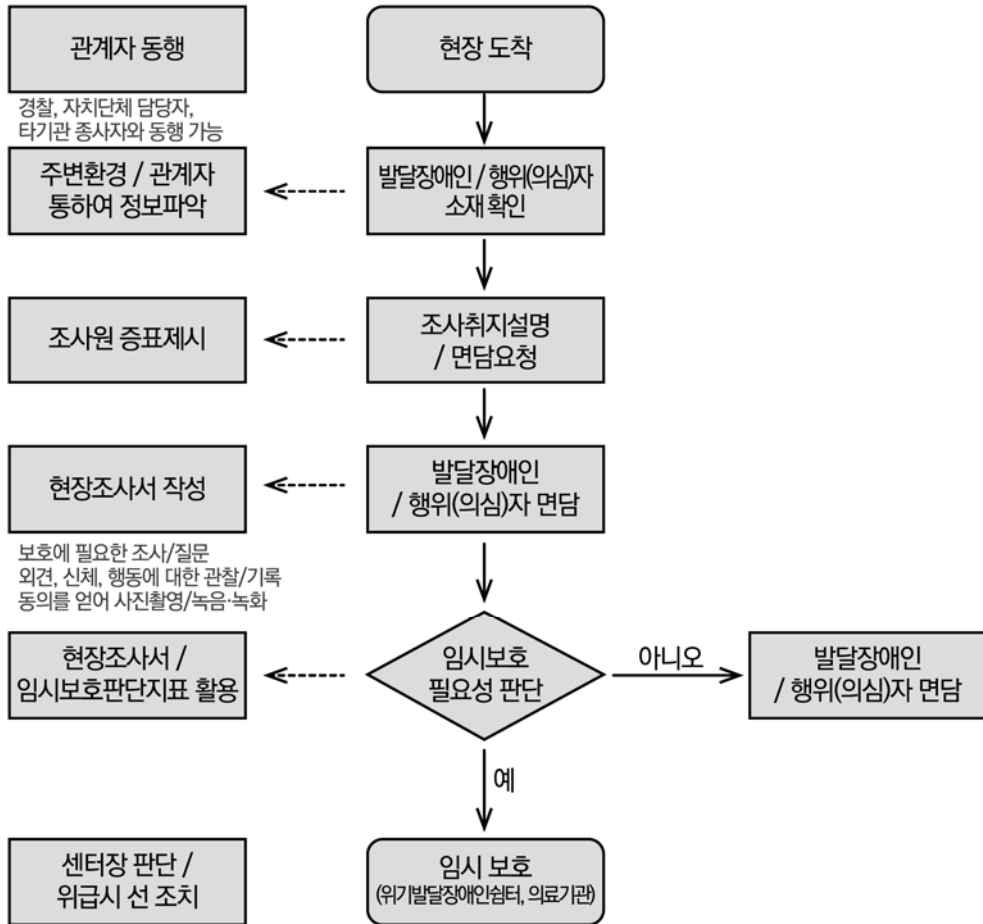 관계자 동행
현장 도착
경찰, 자치단체 담당자,
타기관 종사자와 동행 가능
주변환경 / 관계자
통하여 정보파악
발달장애인 / 행위(의심)자
소재 확인
조사원 증표제시
조사취지설명
/ 면담요청
현장조사서 작성
발달장애인
/ 행위(의심)자 면담
보호에 필요한 조사/질문
외견, 신체, 행동에 대한 관찰/기록
동의를 얻어 사진촬영/녹음·녹화
현장조사서 /
임시보호판단지표 활용
임시보호
필요성 판단
아니오
발달장애인
/ 행위(의심)자 면담
예
센터장 판단 /
위급시 선 조치
임시 보호
(위기발달장애인쉼터, 의료기관)